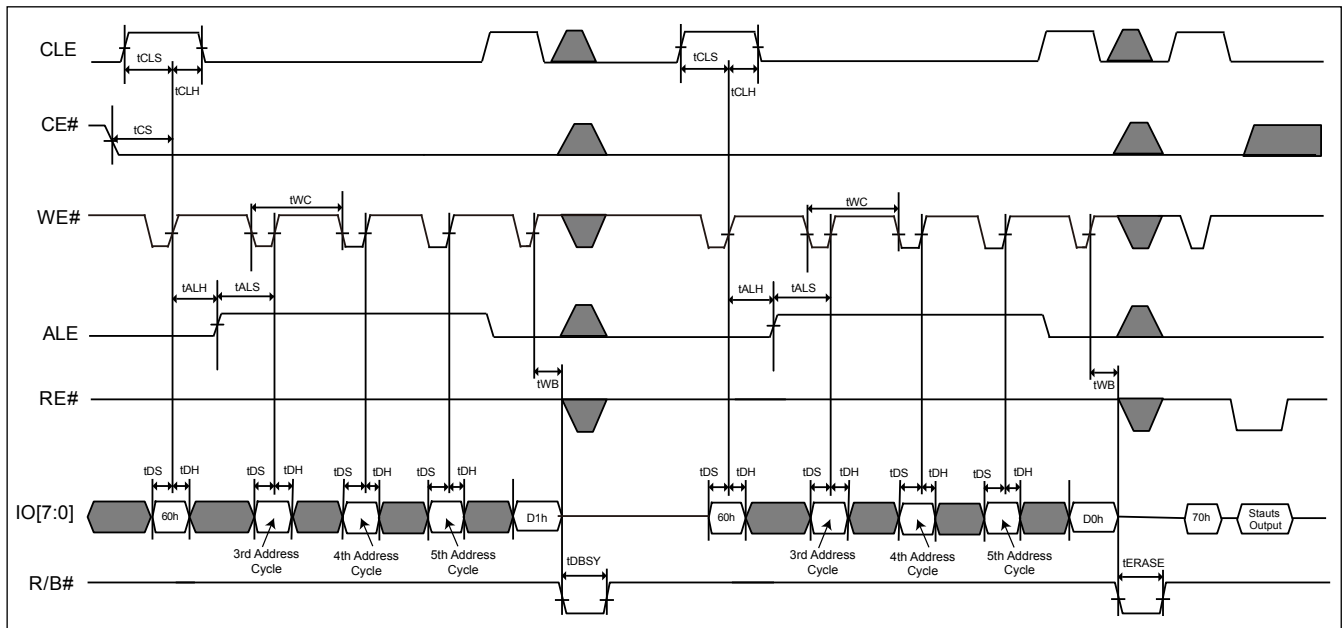 CLE
tCLS
tCLH
tCLS
tCLH
CE#
tCS
WE#
tWC
tWC
tALH
tALS
tALH
tALS
ALE
tWB
tWB
RE#
tDS
tDH
tDS
tDH
tDS
tDH
tDS
tDH
tDS
tDH
tDS
tDH
tDS
tDH
tDS
tDH
IO[7:0]
60h
D1h
60h
D0h
70h
Stauts
Output
3rd Address
Cycle
4th Address
Cycle
5th Address
Cycle
3rd Address
Cycle
4th Address
Cycle
5th Address
Cycle
tDBSY
tERASE
R/B#